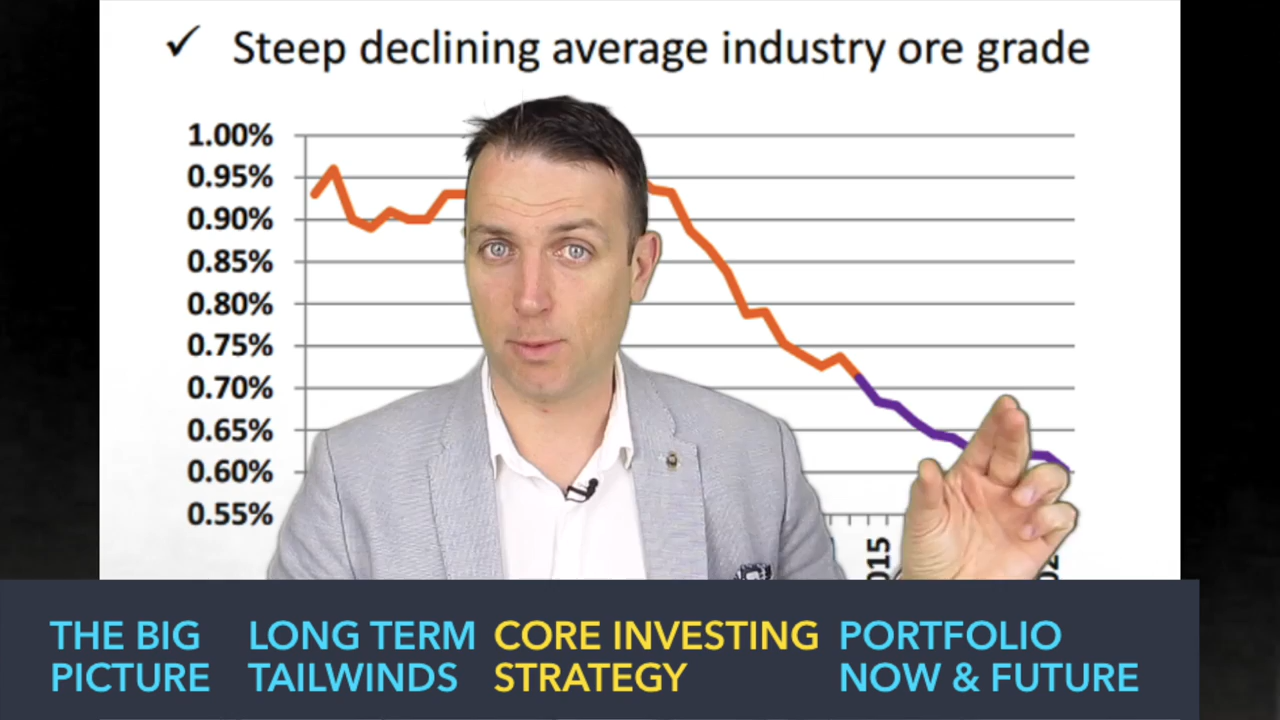 ✓ Steep declining average industry ore grade
1.00%
0.95%
0.90%
0.85%
0.80%
0.75%
0.70%
0.65%
0.60%
0.55%
THE BIG
PICTURE
LONG TERM
TAILWINDS
CORE INVESTING
STRATEGY
PORTFOLIO
NOW & FUTURE